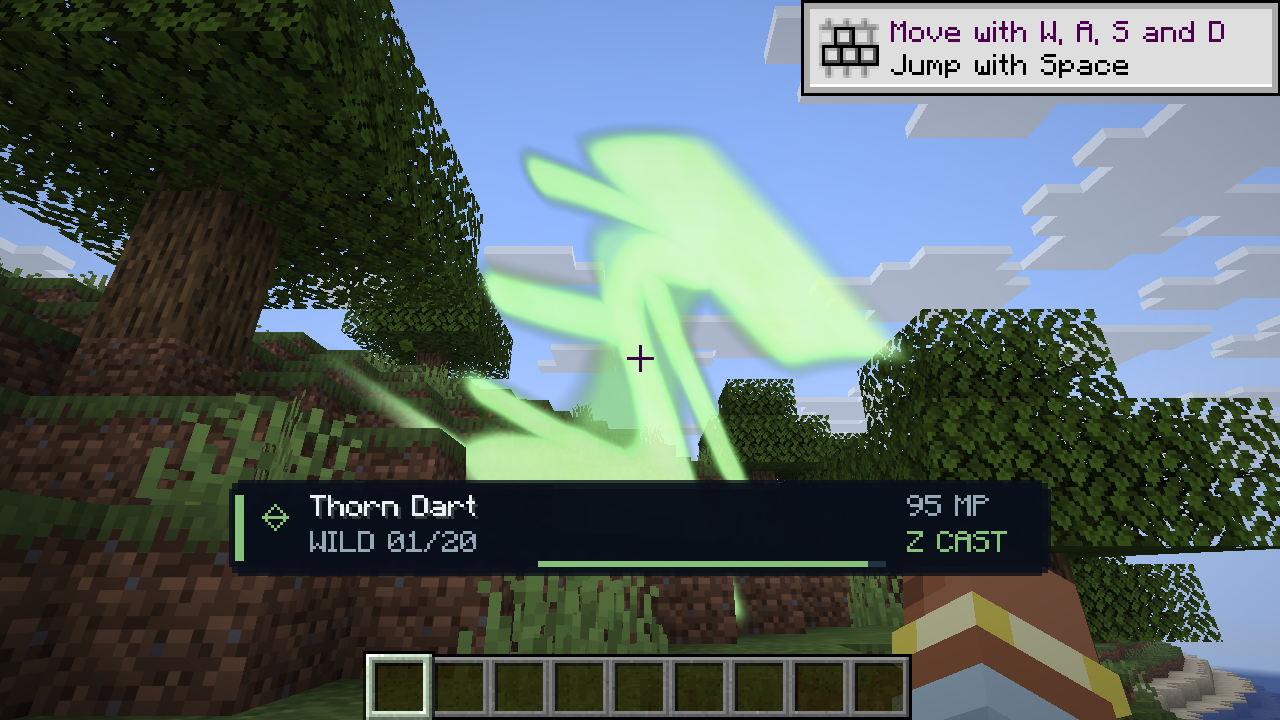 Move with W, A, S and D
Jump with Space
Thorn Dart
95 MP
WILD 01/20
Z CAST